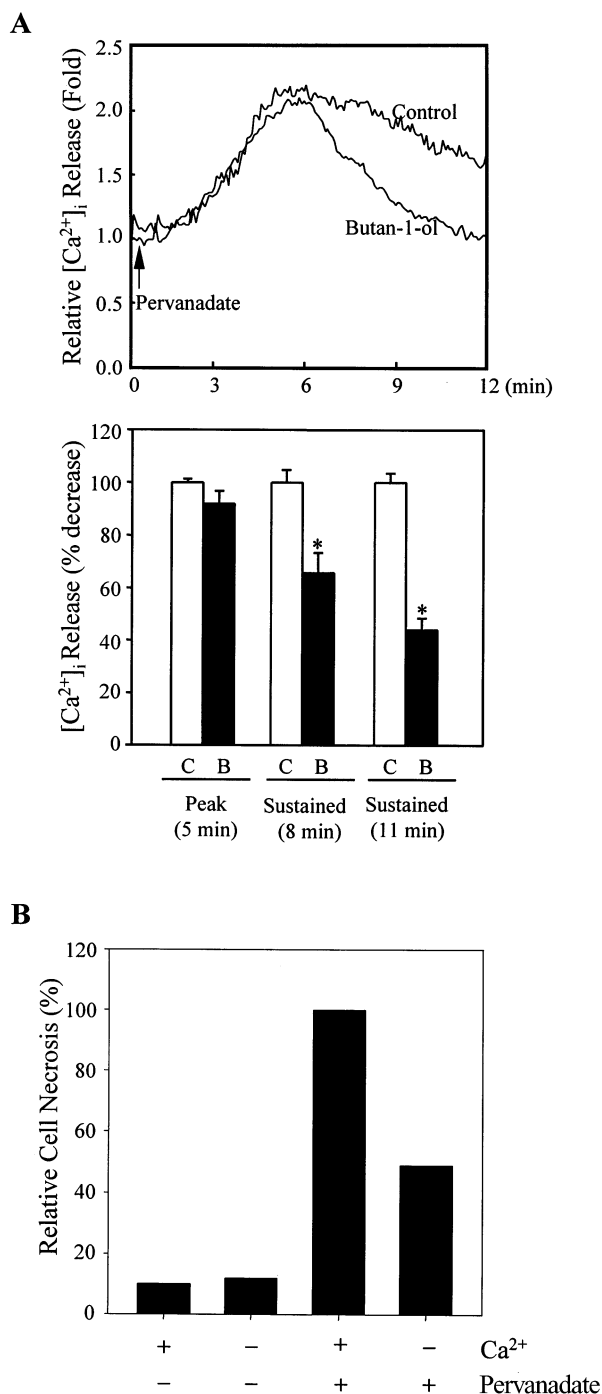 A
Relative [Ca2+]i Release (Fold)
2.5
2.0
1.5
1.0
0.5
0.0
Control
Butan-1-ol
Pervanadate
0 3 6 9 12 (min)
[Ca2+]i Release (% decrease)
120
100
80
60
40
20
0
* *
C B C B C B
Peak Sustained Sustained
(5 min) (8 min) (11 min)
B
Relative Cell Necrosis (%)
120
100
80
60
40
20
0
+ − + − Ca2+
− − + + Pervanadate